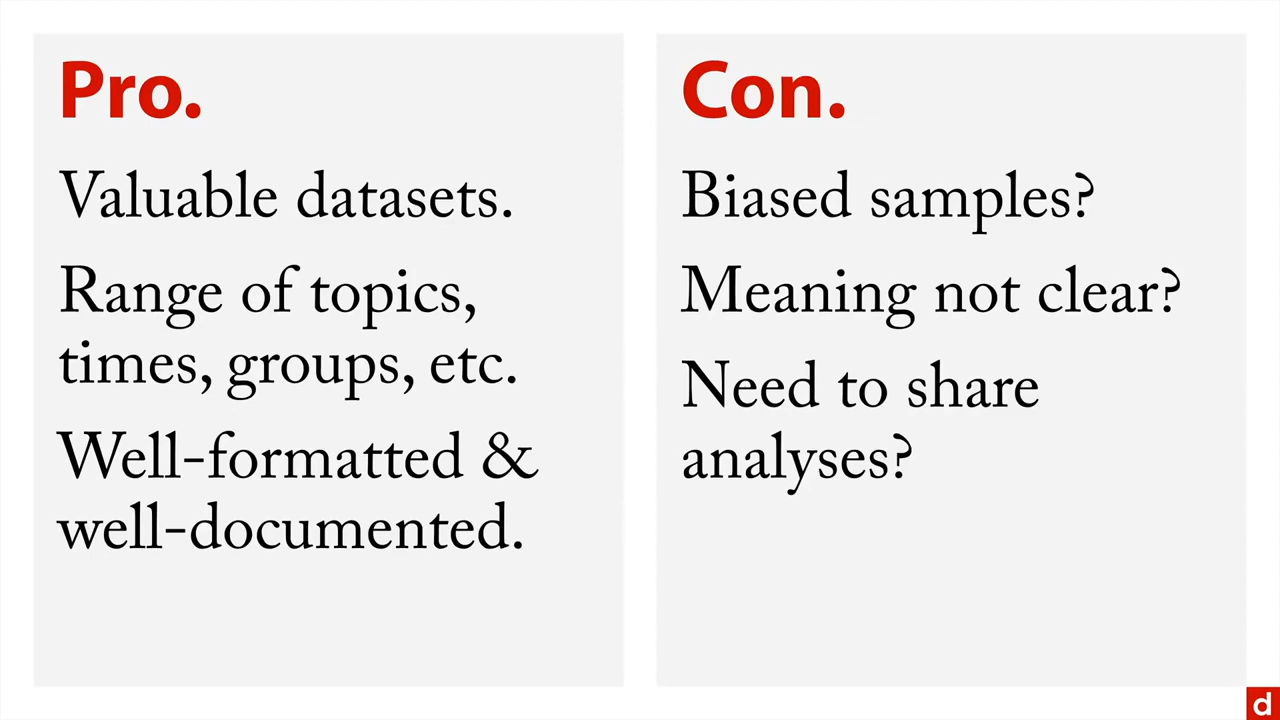 Pro.
Valuable datasets.
Range of topics,
times, groups, etc.
Well-formatted &
well-documented.
Con.
Biased samples?
Meaning not clear?
Need to share
analyses?
d